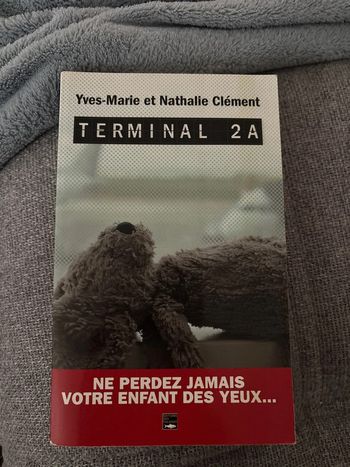 Yves-Marie et Nathalie Clément
TERMINAL 2A
NE PERDEZ JAMAIS
VOTRE ENFANT DES YEUX...